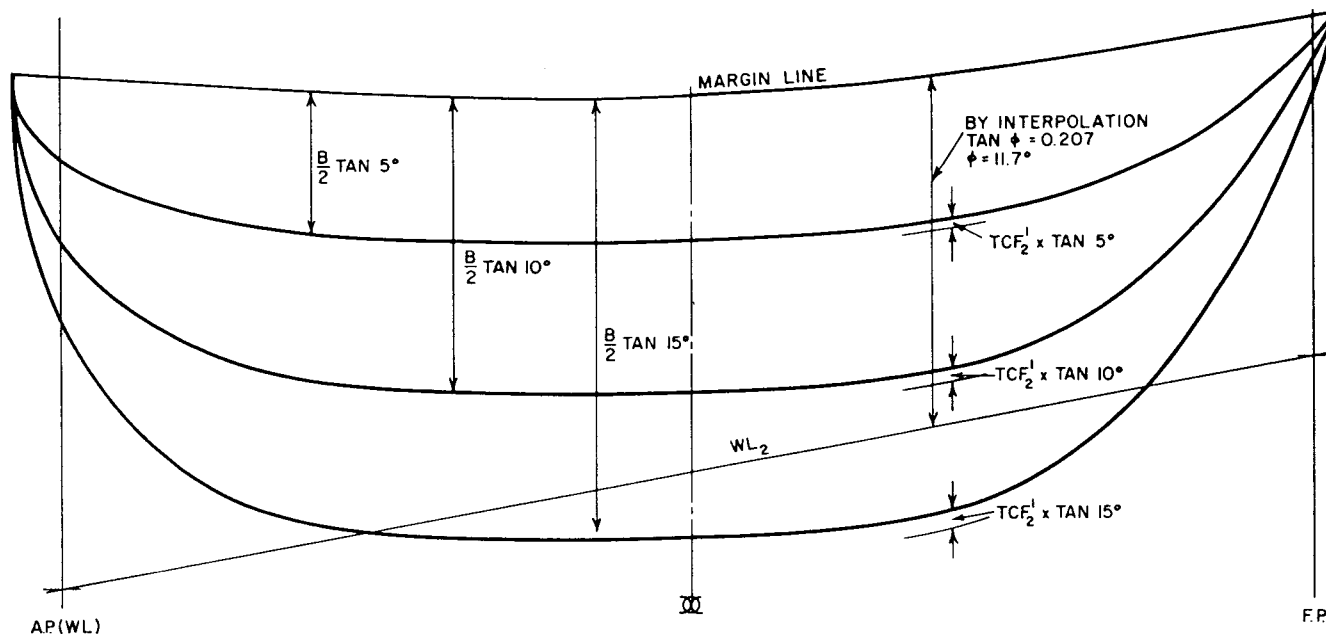 MARGIN LINE
BY INTERPOLATION
TAN ϕ = 0.207
ϕ = 11.7°
B/2 TAN 5°
TCF₂¹ x TAN 5°
B/2 TAN 10°
B/2 TAN 15°
TCF₂¹ x TAN 10°
WL₂
TCF₂¹ x TAN 15°
A.P.(WL)
F.P.